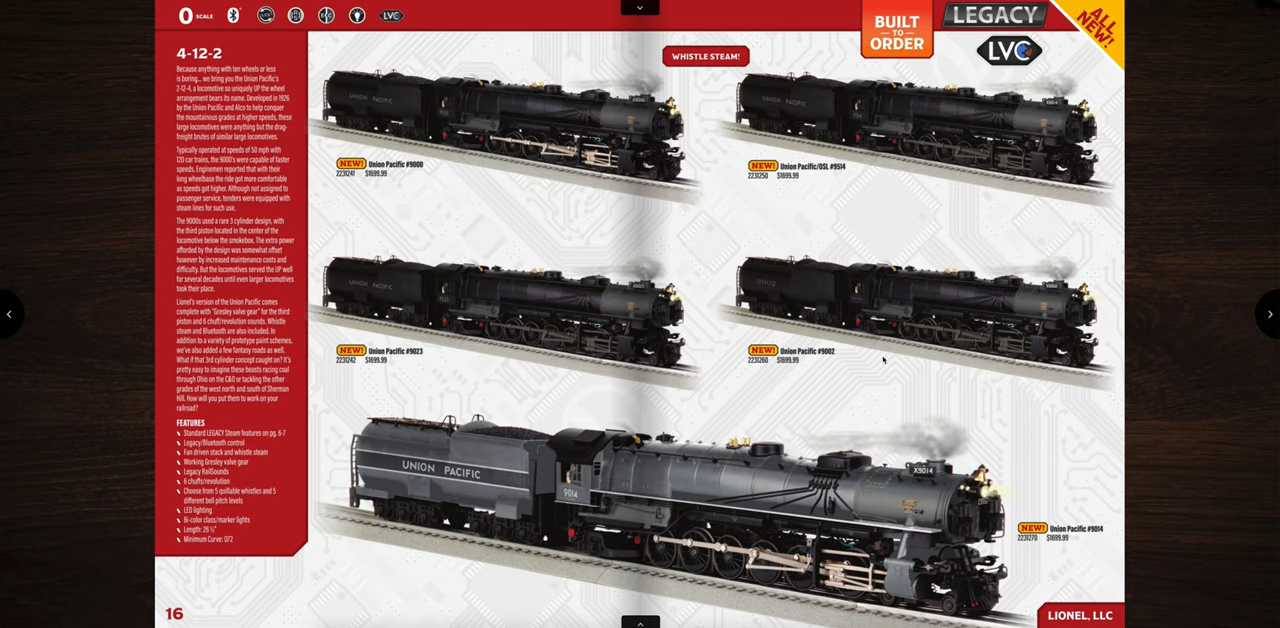 O SCALE
LVC
BUILT
TO
ORDER
LEGACY
ALL
NEW!
LVC
WHISTLE STEAM!
4-12-2
Because anything with ten wheels or less
is boring... we bring you the Union Pacific's
2-12-4, a locomotive so uniquely UP the wheel
arrangement bears its name. Developed in 1926
by the Union Pacific and Alco to help conquer
the mountainous grades at higher speeds, these
large locomotives were anything but the drag-
freight brutes of similar large locomotives.
Typically operated at speeds of 50 mph with
120 car trains, the 9000's were capable of faster
speeds. Enginemen reported that with their
long wheelbase the ride got more comfortable
as speeds got higher. Although not assigned to
passenger service, tenders were equipped with
steam lines for such use.
The 9000s used a rare 3 cylinder design, with
the third piston located in the center of the
locomotive below the smokebox. The extra power
afforded by the design was somewhat offset
however by increased maintenance costs and
difficulty. But the locomotives served the UP well
for several decades until even larger locomotives
took their place.
Lionel's version of the Union Pacific comes
complete with "Gresley valve gear" for the third
piston and 6 chuff/revolution sounds. Whistle
steam and Bluetooth are also included. In
addition to a variety of prototype paint schemes,
we've also added a few fantasy roads as well.
What if that 3rd cylinder concept caught on? It's
pretty easy to imagine these beasts racing coal
through Ohio on the C&O or tackling the other
grades of the west north and south of Sherman
Hill. How will you put them to work on your
railroad?
FEATURES
Standard LEGACY Steam features on pg. 6-7
Legacy/Bluetooth control
Fan driven stack and whistle steam
Working Gresley valve gear
Legacy RailSounds
6 chuffs/revolution
Choose from 5 quillable whistles and 5
different bell pitch levels
LED lighting
Bi-color class/marker lights
Length: 26 ½"
Minimum Curve: O72
16
UNION PACIFIC
NEW! Union Pacific #9000
2231241 $1699.99
UNION PACIFIC
NEW! Union Pacific/OSL #9514
2231250 $1699.99
UNION PACIFIC
NEW! Union Pacific #9023
2231242 $1699.99
NEW! Union Pacific #9002
2231260 $1699.99
UNION PACIFIC
9014
X9014
NEW! Union Pacific #9014
2231270 $1699.99
LIONEL, LLC